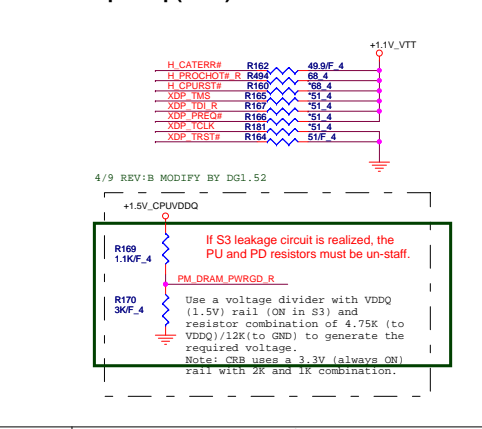 +1.1V_VTT
H_CATERR# R162 49.9/F_4
H_PROCHOT#_R R494 68_4
H_CPURST# R160 *68_4
XDP_TMS R165 *51_4
XDP_TDI_R R167 *51_4
XDP_PREQ# R166 *51_4
XDP_TCLK R181 *51_4
XDP_TRST# R164 51/F_4
4/9 REV:B MODIFY BY DG1.52
+1.5V_CPUVDDQ
If S3 leakage circuit is realized, the
PU and PD resistors must be un-staff.
R169
1.1K/F_4
PM_DRAM_PWRGD_R
R170
3K/F_4
Use a voltage divider with VDDQ
(1.5V) rail (ON in S3) and
resistor combination of 4.75K (to
VDDQ)/12K(to GND) to generate the
required voltage.
Note: CRB uses a 3.3V (always ON)
rail with 2K and 1K combination.